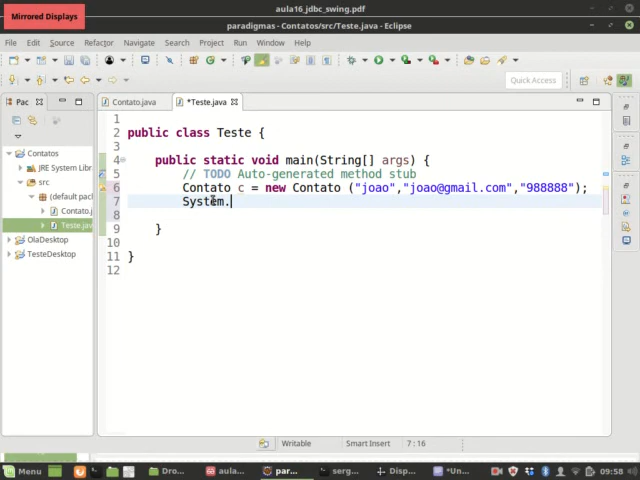 Mirrored Displays
aula16_jdbc_swing.pdf
paradigmas - Contatos/src/Teste.java - Eclipse
File Edit Source Refactor Navigate Search Project Run Window Help
Quick Access
Pac
Contato.java
*Teste.java
Contatos
JRE System Libr
src
(default pack
Contato.j
Teste.jav
OlaDesktop
TesteDesktop
1
2 public class Teste {
3
4 public static void main(String[] args) {
5 // TODO Auto-generated method stub
6 Contato c = new Contato ("joao","joao@gmail.com","988888");
7 System.
8
9 }
10
11 }
12
Writable Smart Insert 7 : 16
Menu Dro... aula... par... serg... Disp... *Un... 09:58